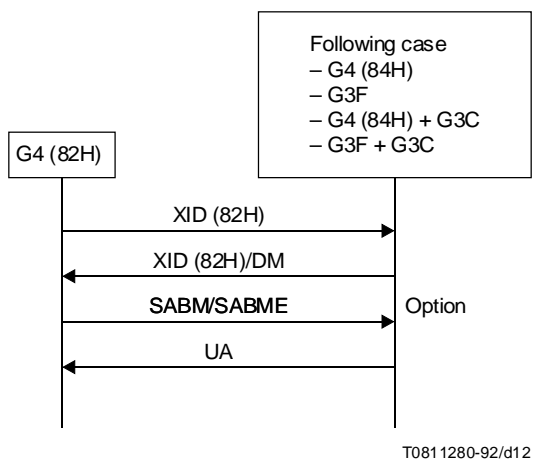 Following case
– G4 (84H)
– G3F
– G4 (84H) + G3C
– G3F + G3C
G4 (82H)
XID (82H)
XID (82H)/DM
SABM/SABME
Option
UA
T0811280-92/d12